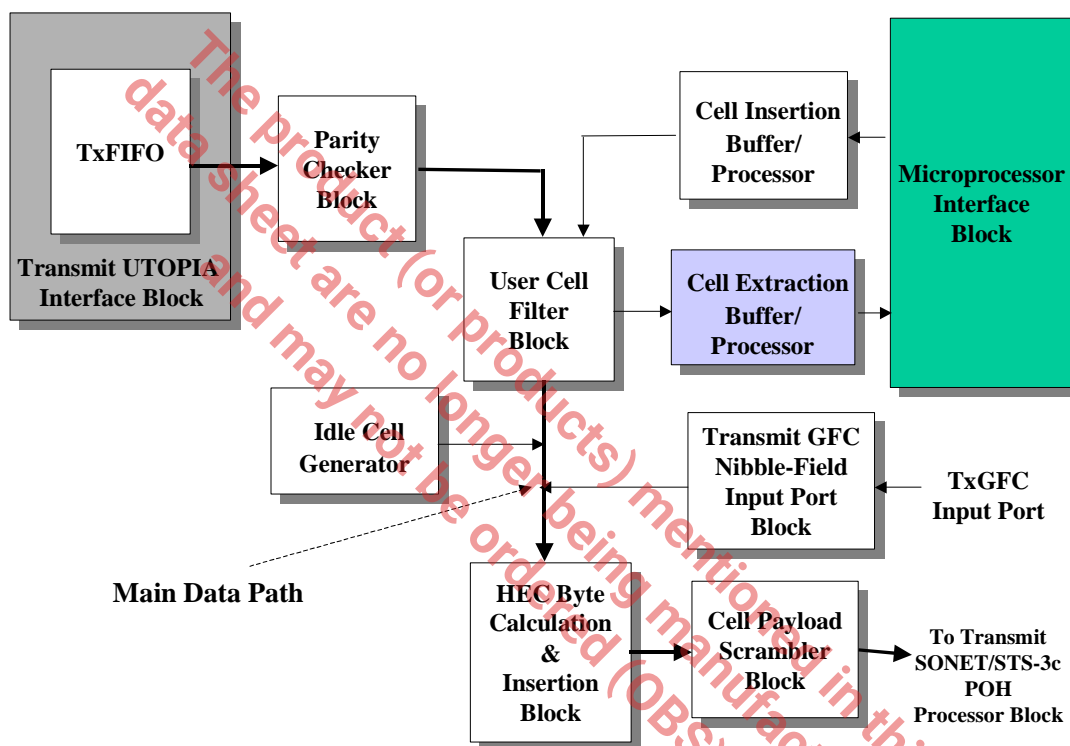 TxFIFO
Transmit UTOPIA
Interface Block
Parity
Checker
Block
Cell Insertion
Buffer/
Processor
Microprocessor
Interface
Block
User Cell
Filter
Block
Cell Extraction
Buffer/
Processor
Idle Cell
Generator
Transmit GFC
Nibble-Field
Input Port
Block
TxGFC
Input Port
Main Data Path
HEC Byte
Calculation
&
Insertion
Block
Cell Payload
Scrambler
Block
To Transmit
SONET/STS-3c
POH
Processor Block
The product (or products) mentioned in this
data sheet are no longer being manufac
and may not be ordered (OBS)